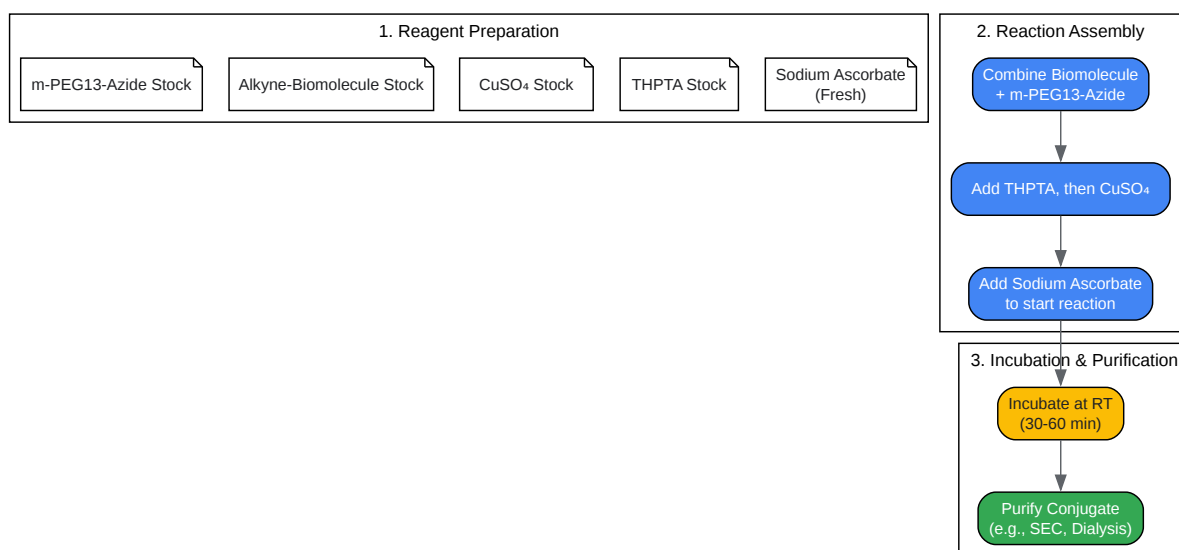 1. Reagent Preparation
m-PEG13-Azide Stock
Alkyne-Biomolecule Stock
CuSO₄ Stock
THPTA Stock
Sodium Ascorbate
(Fresh)
2. Reaction Assembly
Combine Biomolecule
+ m-PEG13-Azide
Add THPTA, then CuSO₄
Add Sodium Ascorbate
to start reaction
3. Incubation & Purification
Incubate at RT
(30-60 min)
Purify Conjugate
(e.g., SEC, Dialysis)